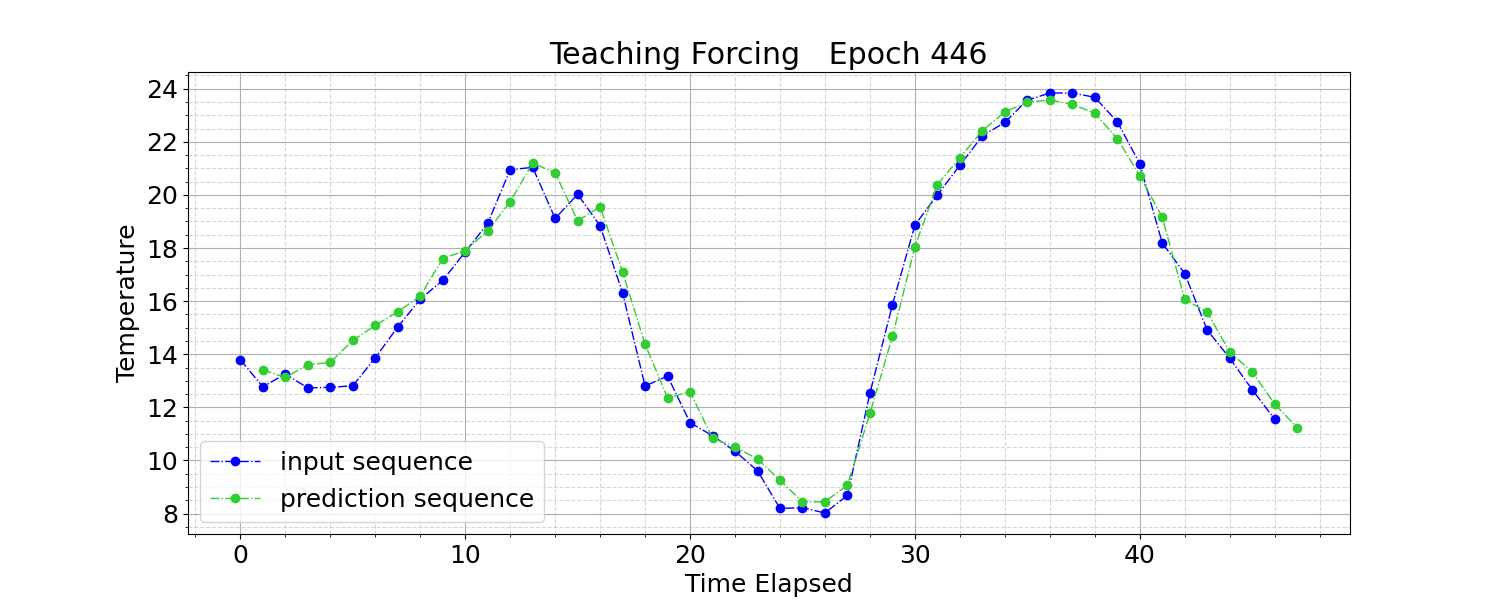 Teaching Forcing   Epoch 446
Temperature
24
22
20
18
16
14
12
10
8
input sequence
prediction sequence
0 10 20 30 40
Time Elapsed